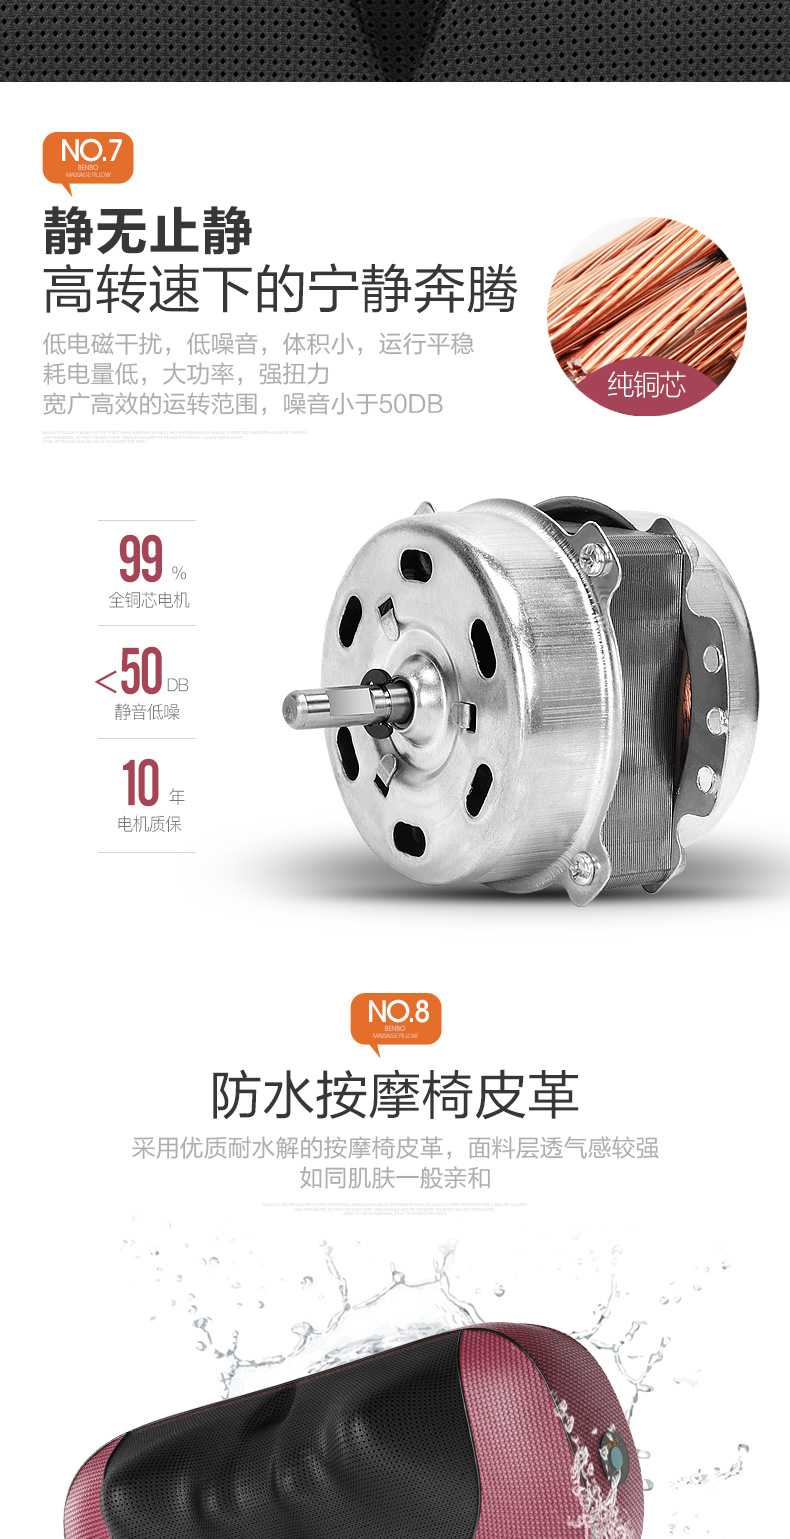 NO.7
BENBO
MASSAGE PILLOW
静无止静
高转速下的宁静奔腾
低电磁干扰，低噪音，体积小，运行平稳
耗电量低，大功率，强扭力
宽广高效的运转范围，噪音小于50DB
纯铜芯
99 %
全铜芯电机
<50 DB
静音低噪
10 年
电机质保
NO.8
BENBO
MASSAGE PILLOW
防水按摩椅皮革
采用优质耐水解的按摩椅皮革，面料层透气感较强
如同肌肤一般亲和